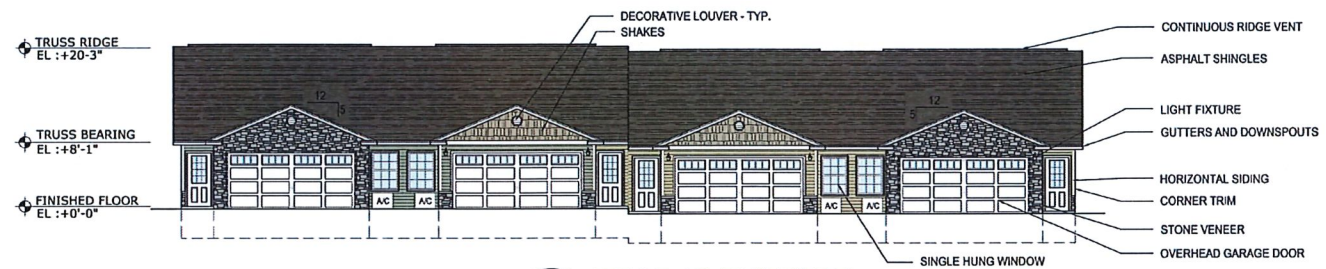 DECORATIVE LOUVER - TYP.
SHAKES
CONTINUOUS RIDGE VENT
TRUSS RIDGE
EL :+20-3"
ASPHALT SHINGLES
12
5
12
5
LIGHT FIXTURE
TRUSS BEARING
EL :+8'-1"
GUTTERS AND DOWNSPOUTS
HORIZONTAL SIDING
FINISHED FLOOR
EL :+0'-0"
A/C
A/C
A/C
A/C
CORNER TRIM
STONE VENEER
OVERHEAD GARAGE DOOR
SINGLE HUNG WINDOW